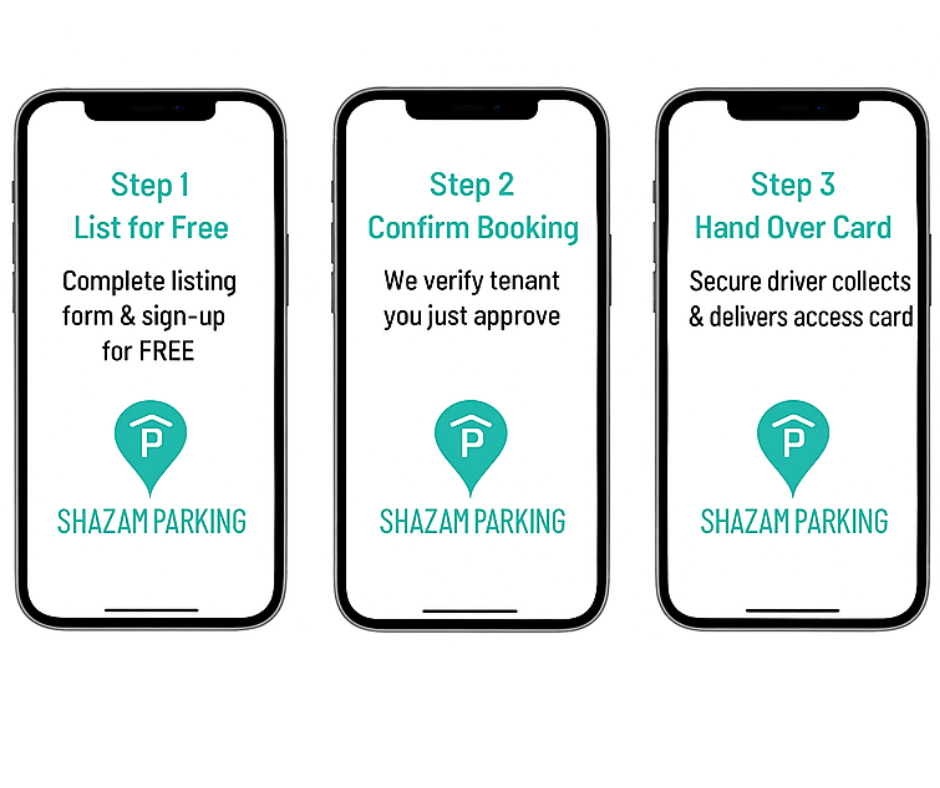 Step 1
List for Free
Complete listing
form & sign-up
for FREE
P
SHAZAM PARKING
Step 2
Confirm Booking
We verify tenant
you just approve
P
SHAZAM PARKING
Step 3
Hand Over Card
Secure driver collects
& delivers access card
P
SHAZAM PARKING